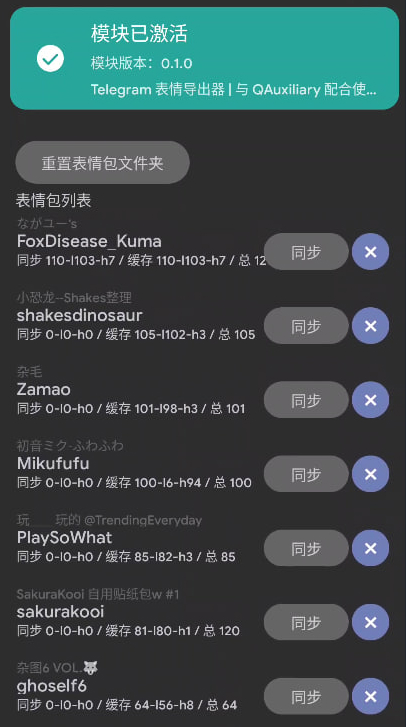 模块已激活
模块版本：0.1.0
Telegram 表情导出器 | 与 QAuxiliary 配合使...
重置表情包文件夹
表情包列表
ながユー's
FoxDisease_Kuma
同步 110-l103-h7 / 缓存 110-l103-h7 / 总 12
同步
小恐龙--Shakes整理
shakesdinosaur
同步 0-l0-h0 / 缓存 105-l102-h3 / 总 105
同步
杂毛
Zamao
同步 0-l0-h0 / 缓存 101-l98-h3 / 总 101
同步
初音ミク·ふわふわ
Mikufufu
同步 0-l0-h0 / 缓存 100-l6-h94 / 总 100
同步
玩____玩的 @TrendingEveryday
PlaySoWhat
同步 0-l0-h0 / 缓存 85-l82-h3 / 总 85
同步
SakuraKooi 自用贴纸包w #1
sakurakooi
同步 0-l0-h0 / 缓存 81-l80-h1 / 总 120
同步
杂图6 VOL.🐺
ghoself6
同步 0-l0-h0 / 缓存 64-l56-h8 / 总 64
同步